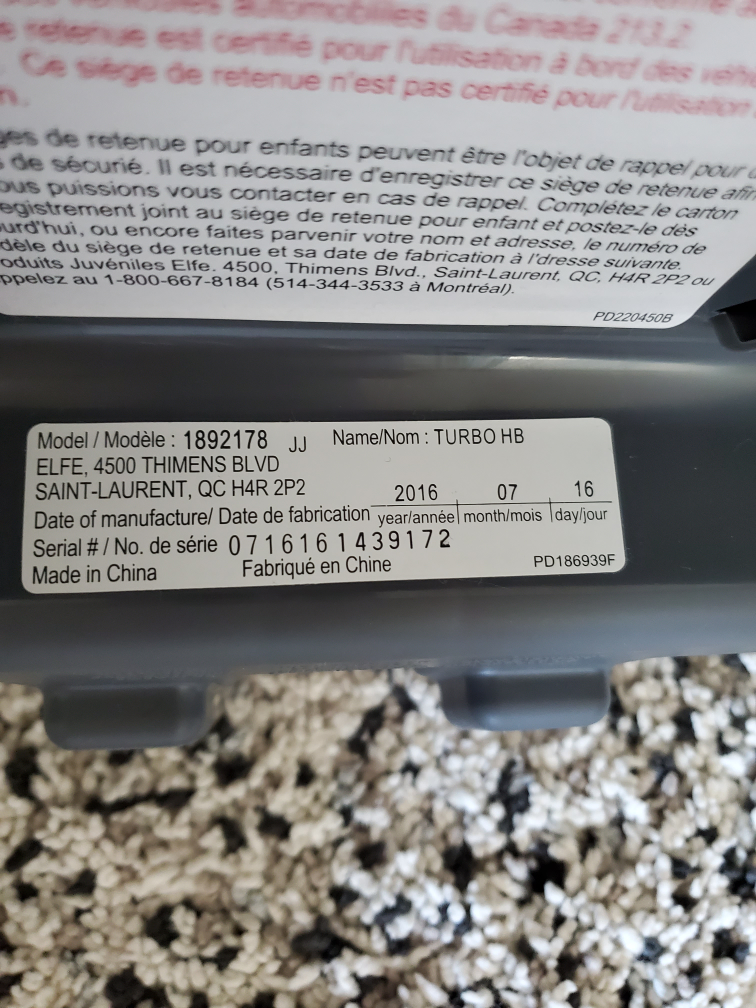 automobiles du Canada 213.2
retenue est certifié pour l'utilisation à bord des
Ce siège de retenue n'est pas certifié pour l'utilisation
de retenue pour enfants peuvent être l'objet de rappel pour
de sécurié. Il est nécessaire d'enregistrer ce siège de retenue afin
puissions vous contacter en cas de rappel. Complétez le carton
joint au siège de retenue pour enfant et postez-le dès
ou encore faites parvenir votre nom et adresse, le numéro de
du siège de retenue et sa date de fabrication à l'dresse suivante.
Juvéniles Elfe. 4500, Thimens Blvd., Saint-Laurent, QC, H4R 2P2 ou
au 1-800-667-8184 (514-344-3533 à Montréal).
PD220450B
Model / Modèle : 1892178 JJ Name/Nom : TURBO HB
ELFE, 4500 THIMENS BLVD
SAINT-LAURENT, QC H4R 2P2
2016 07 16
Date of manufacture/ Date de fabrication year/année month/mois day/jour
Serial # / No. de série 0716161439172
Made in China Fabriqué en Chine PD186939F